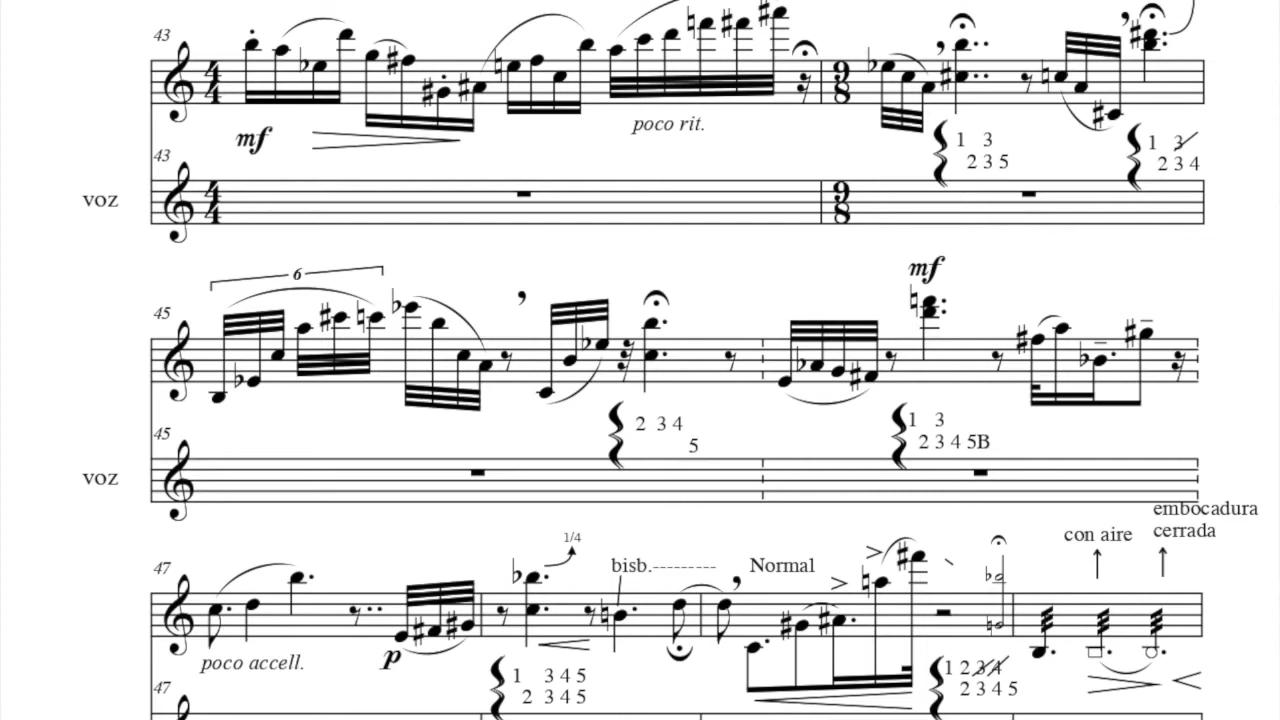 43
mf
poco rit.
1 3
2 3 5
1 3
2 3 4
43
voz
4
4
9
8
6
mf
45
2 3 4
5
1 3
2 3 4 5B
45
voz
embocadura
cerrada
con aire
1/4
bisb.---------
Normal
47
poco accell.
p
1 3 4 5
2 3 4 5
1 2 3 4
2 3 4 5
47